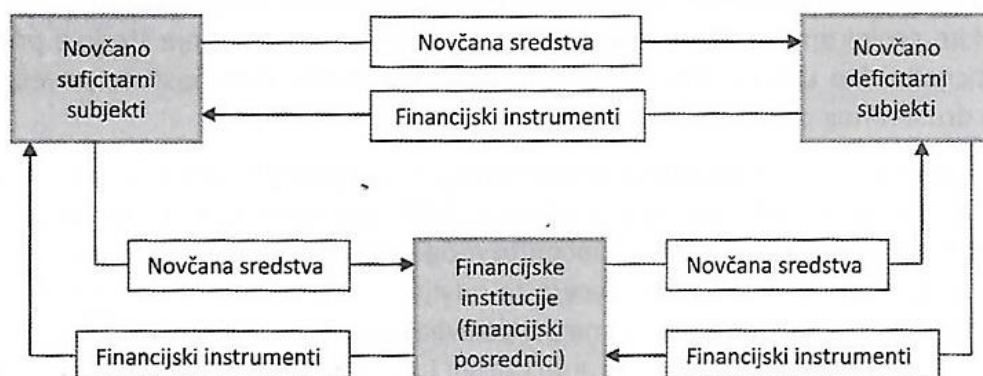 Novčano
suficitarni
subjekti
Novčana sredstva
Novčano
deficitarni
subjekti
Financijski instrumenti
Novčana sredstva
Financijske
institucije
(financijski
posrednici)
Novčana sredstva
Financijski instrumenti
Financijski instrumenti